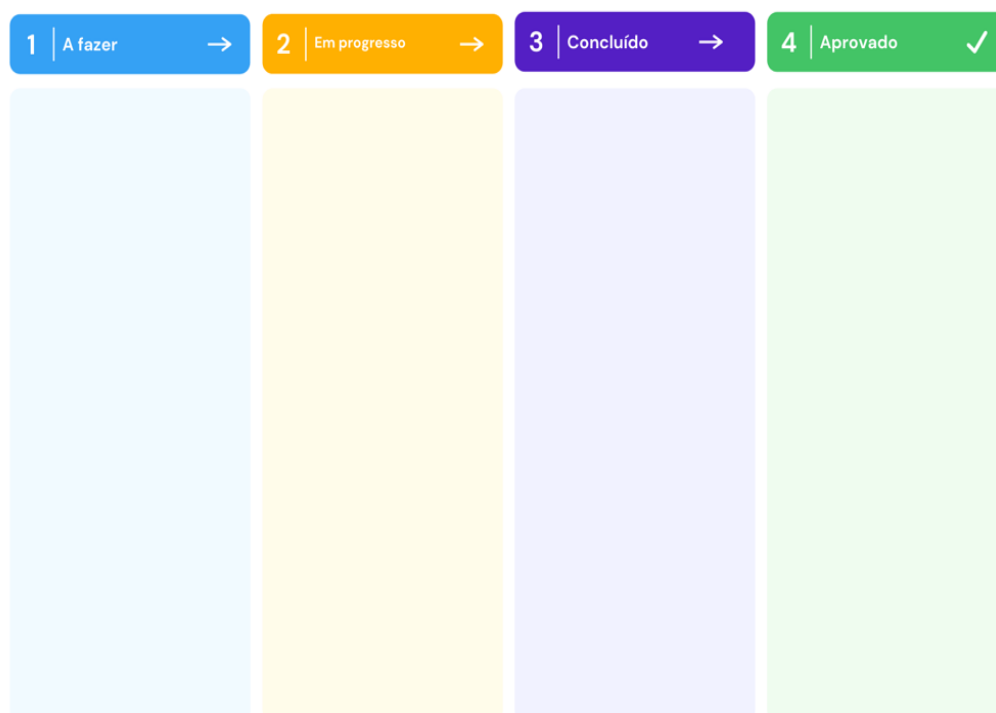 1 A fazer →
2 Em progresso →
3 Concluído →
4 Aprovado ✓